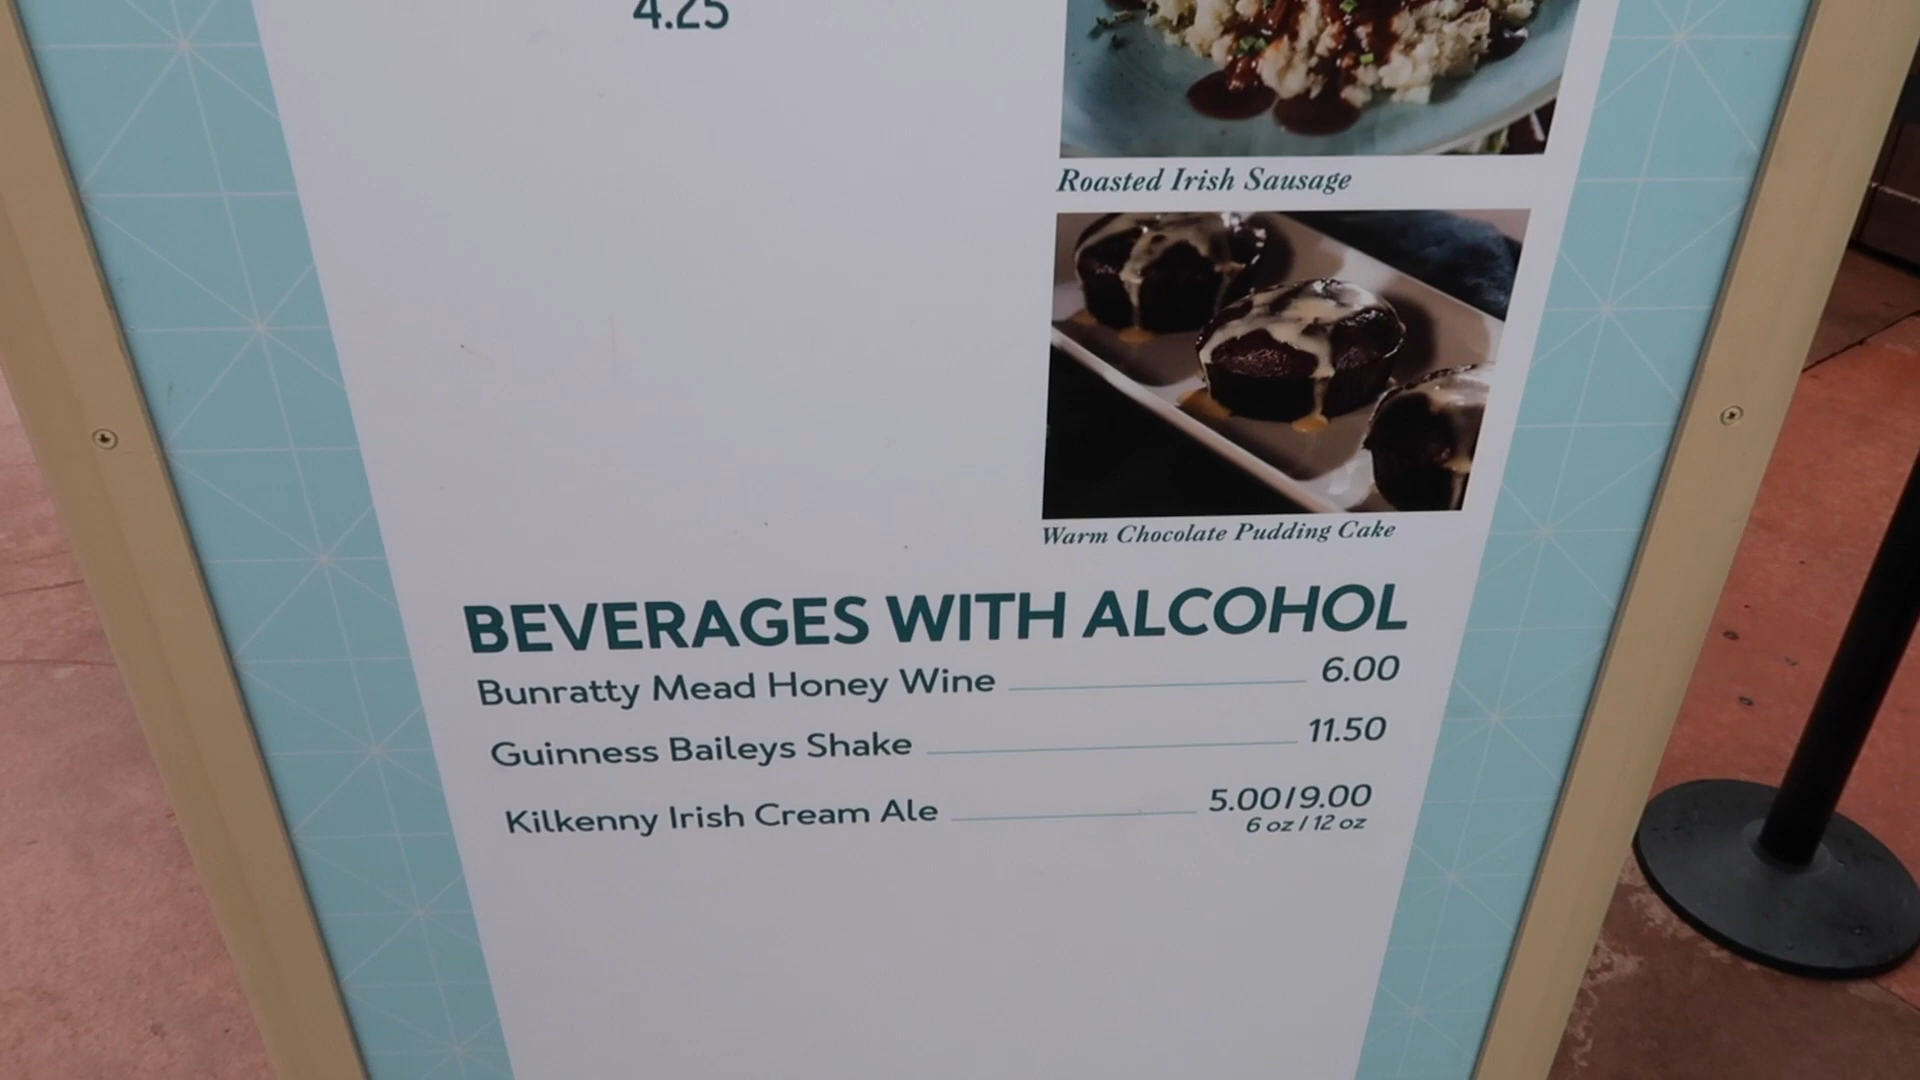 4.25
Roasted Irish Sausage
Warm Chocolate Pudding Cake
BEVERAGES WITH ALCOHOL
Bunratty Mead Honey Wine 6.00
Guinness Baileys Shake 11.50
Kilkenny Irish Cream Ale 5.00/9.00
6 oz / 12 oz